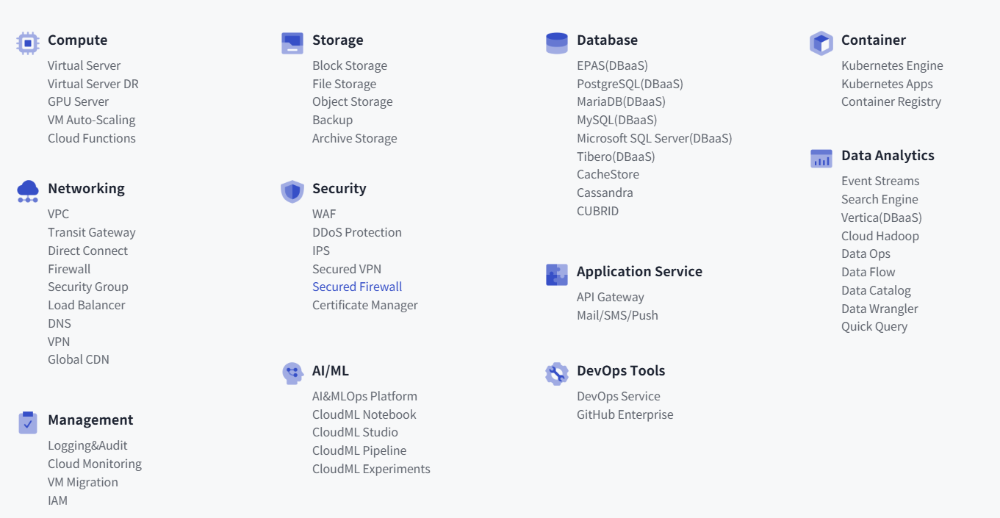 Compute
Virtual Server
Virtual Server DR
GPU Server
VM Auto-Scaling
Cloud Functions
Networking
VPC
Transit Gateway
Direct Connect
Firewall
Security Group
Load Balancer
DNS
VPN
Global CDN
Management
Logging&Audit
Cloud Monitoring
VM Migration
IAM
Storage
Block Storage
File Storage
Object Storage
Backup
Archive Storage
Security
WAF
DDoS Protection
IPS
Secured VPN
Secured Firewall
Certificate Manager
AI/ML
AI&MLOps Platform
CloudML Notebook
CloudML Studio
CloudML Pipeline
CloudML Experiments
Database
EPAS(DBaaS)
PostgreSQL(DBaaS)
MariaDB(DBaaS)
MySQL(DBaaS)
Microsoft SQL Server(DBaaS)
Tibero(DBaaS)
CacheStore
Cassandra
CUBRID
Application Service
API Gateway
Mail/SMS/Push
DevOps Tools
DevOps Service
GitHub Enterprise
Container
Kubernetes Engine
Kubernetes Apps
Container Registry
Data Analytics
Event Streams
Search Engine
Vertica(DBaaS)
Cloud Hadoop
Data Ops
Data Flow
Data Catalog
Data Wrangler
Quick Query